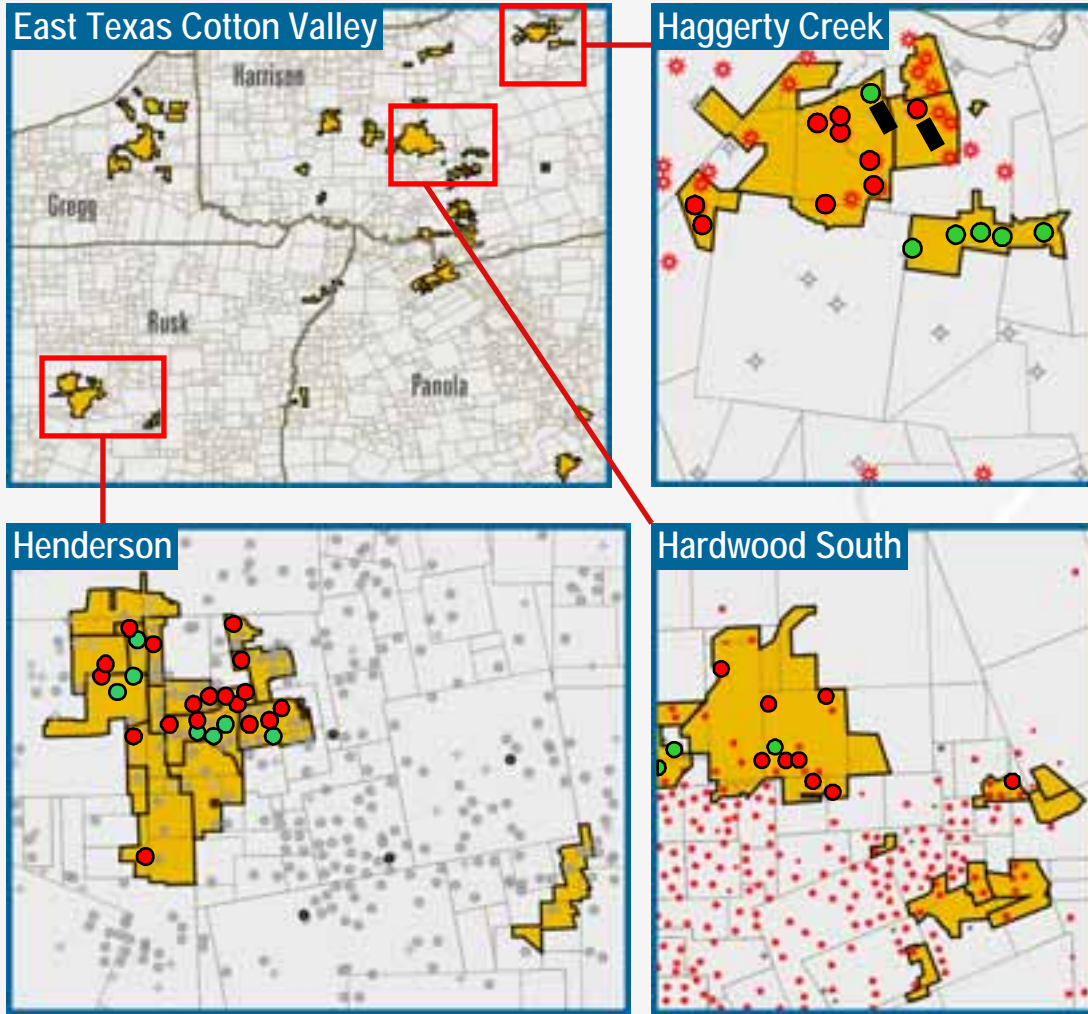 East Texas Cotton Valley
Harrison
Gregg
Rusk
Panola
Haggerty Creek
Henderson
Hardwood South